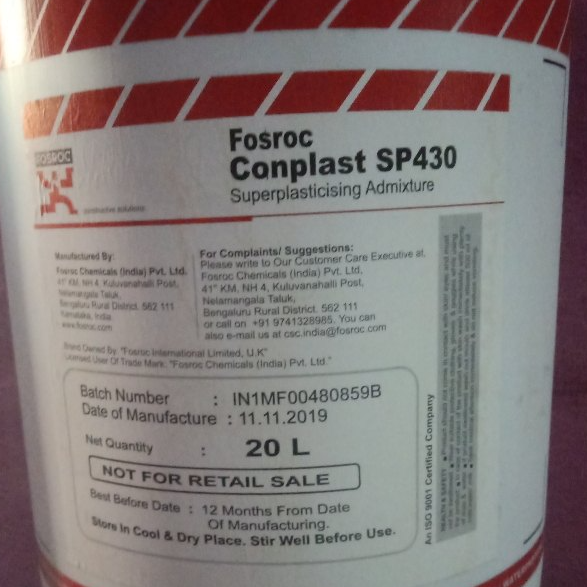 FOSROC
constructive solutions
Fosroc
Conplast SP430
Superplasticising Admixture
Manufactured By:
Fosroc Chemicals (India) Pvt. Ltd.
41" KM, NH 4, Kuluvanahalli Post,
Nelamangala Taluk,
Bengaluru Rural District. 562 111
Karnataka, India
www.fosroc.com
For Complaints/ Suggestions:
Please write to Our Customer Care Executive at,
Fosroc Chemicals (India) Pvt. Ltd.
41" KM, NH 4, Kuluvanahalli Post,
Nelamangala Taluk,
Bengaluru Rural District. 562 111
or call on +91 9741328985. You can
also e-mail us at csc.india@fosroc.com
Brand Owned By: "Fosroc International Limited, U.K"
Licensed User Of Trade Mark: "Fosroc Chemicals (India) Pvt. Ltd."
Batch Number : IN1MF00480859B
Date of Manufacture : 11.11.2019
Net Quantity : 20 L
NOT FOR RETAIL SALE
Best Before Date : 12 Months From Date
Of Manufacturing.
Store In Cool & Dry Place. Stir Well Before Use.
An ISO 9001 Certified Company
HEALTH & SAFETY